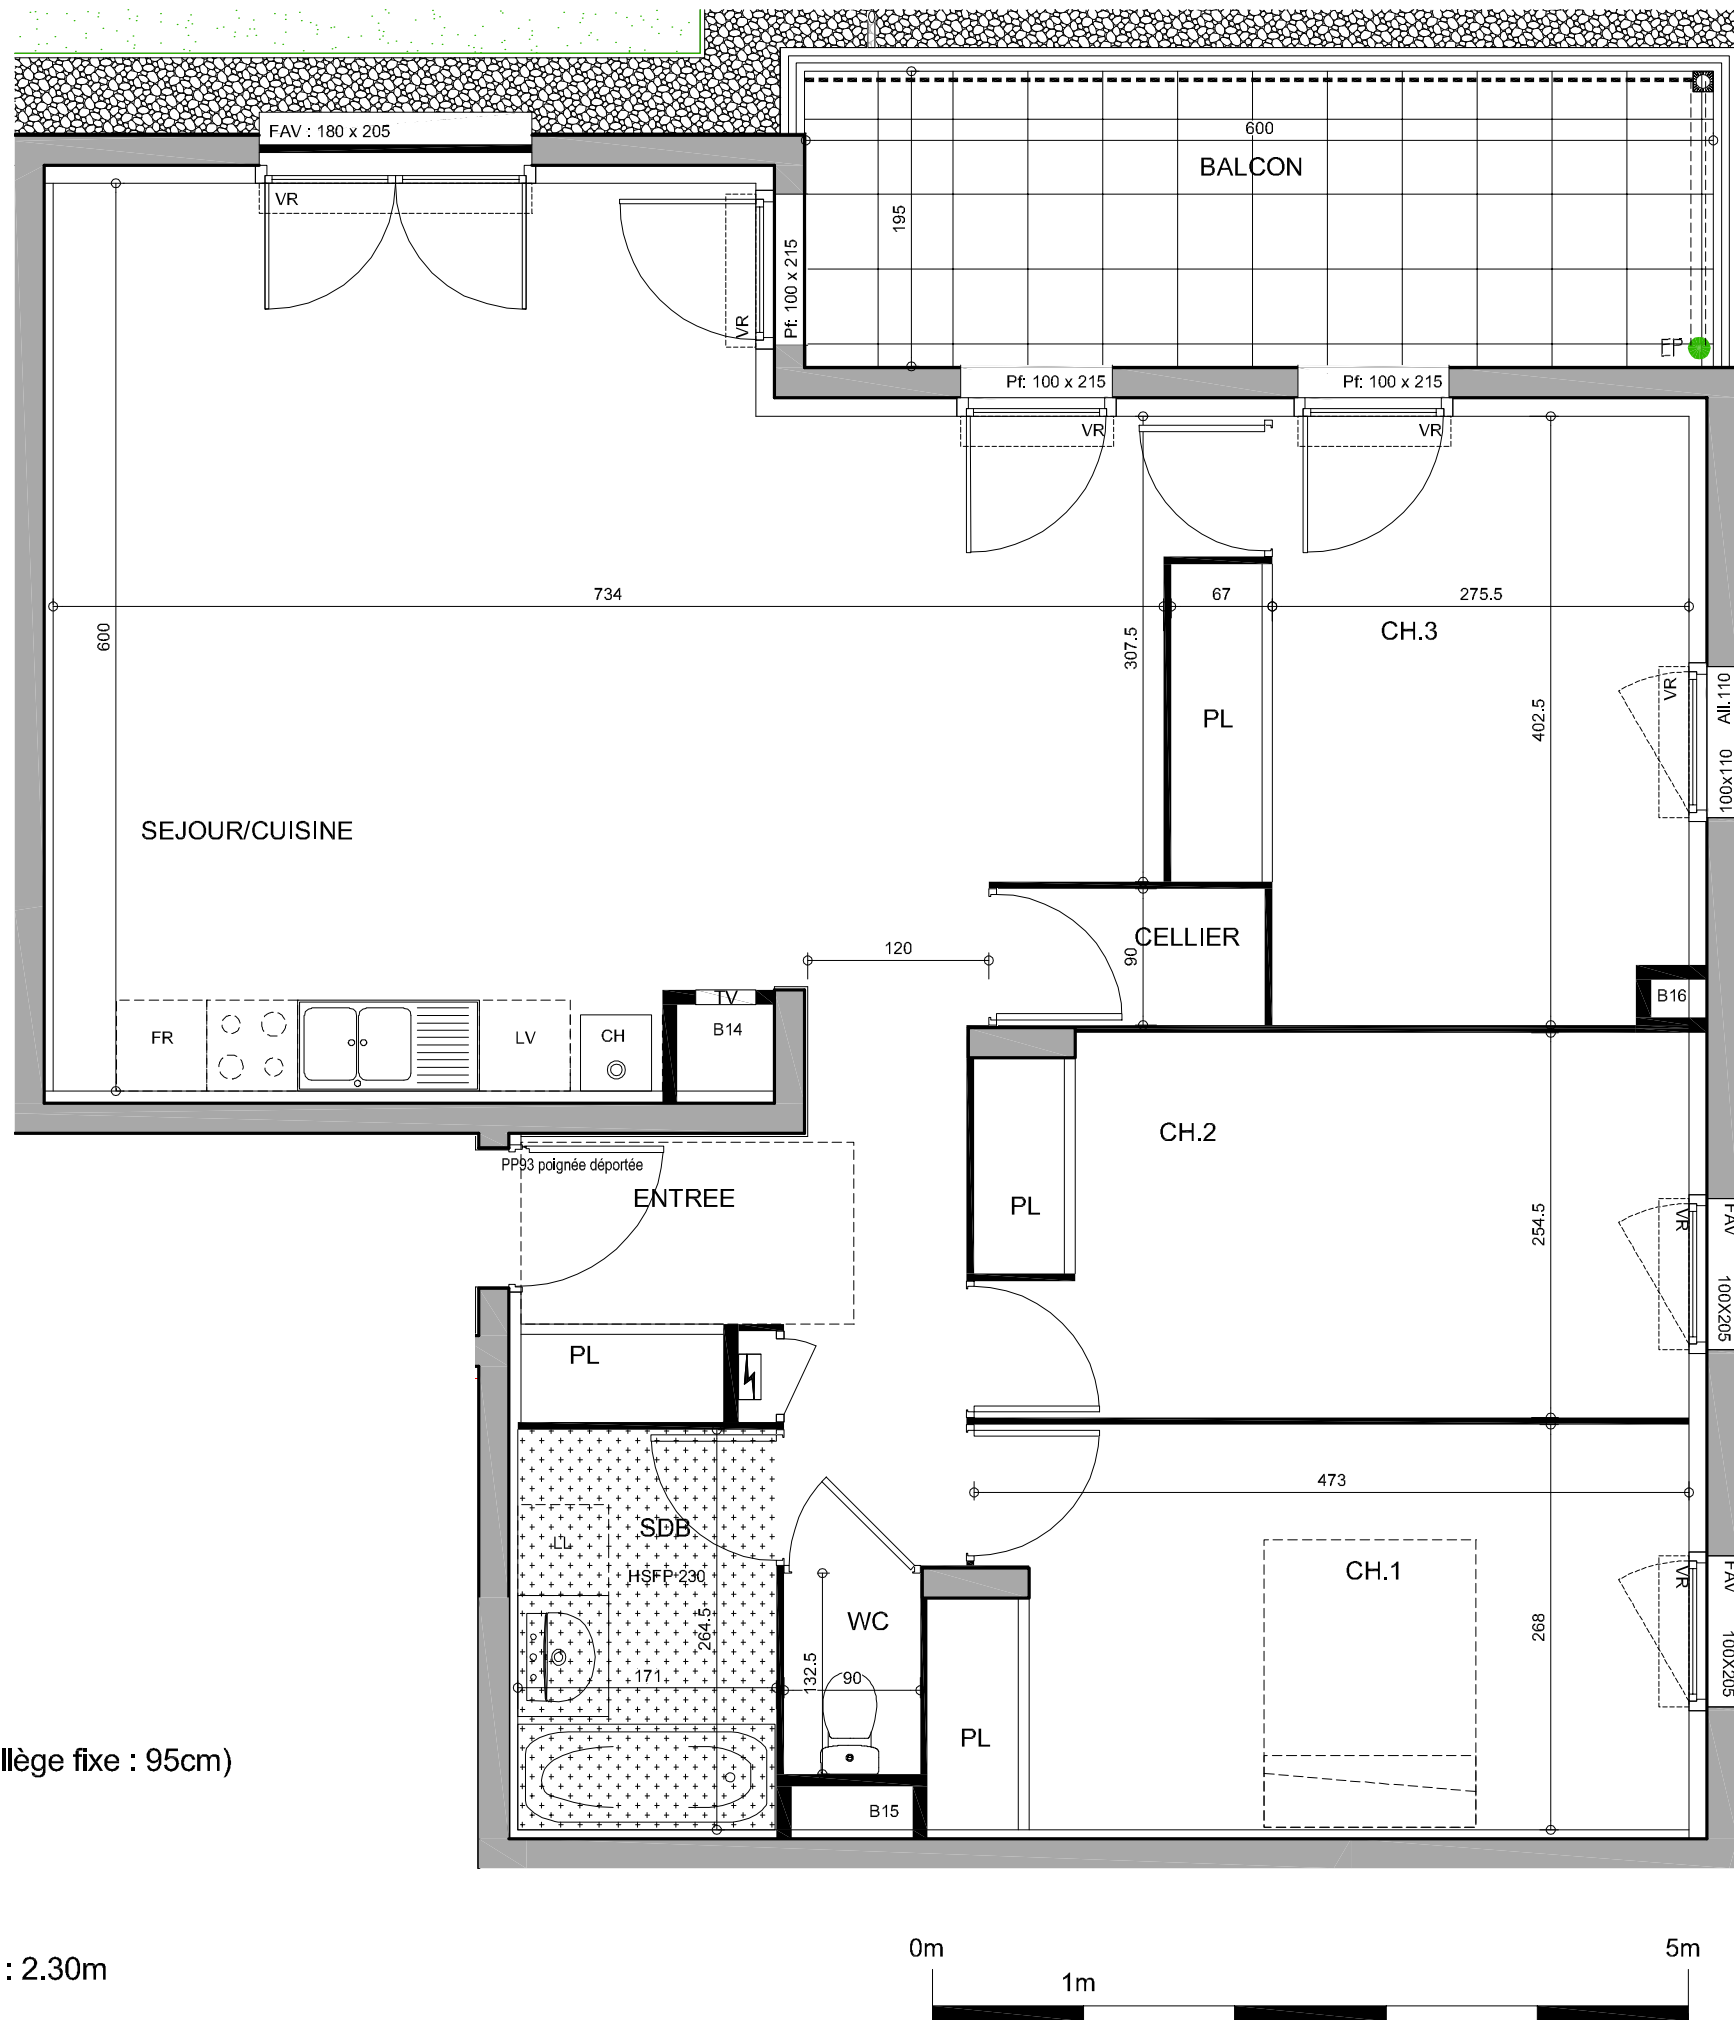 FAV : 180 x 205
VR
600
BALCON
195
Pf: 100 x 215
VR
EP
Pf: 100 x 215
Pf: 100 x 215
VR
VR
734
67
275.5
600
307.5
CH.3
PL
402.5
VR
All.110
100x110
SEJOUR/CUISINE
CELLIER
120
90
B16
TV
B14
FR
LV
CH
PP93 poignée déportée
ENTREE
CH.2
PL
254.5
VR
FAV
100X205
PL
473
SDB
LL
HSFP 230
264.5
171
WC
132.5
90
CH.1
268
VR
FAV
100X205
PL
B15
llège fixe : 95cm)
0m
5m
: 2.30m
1m